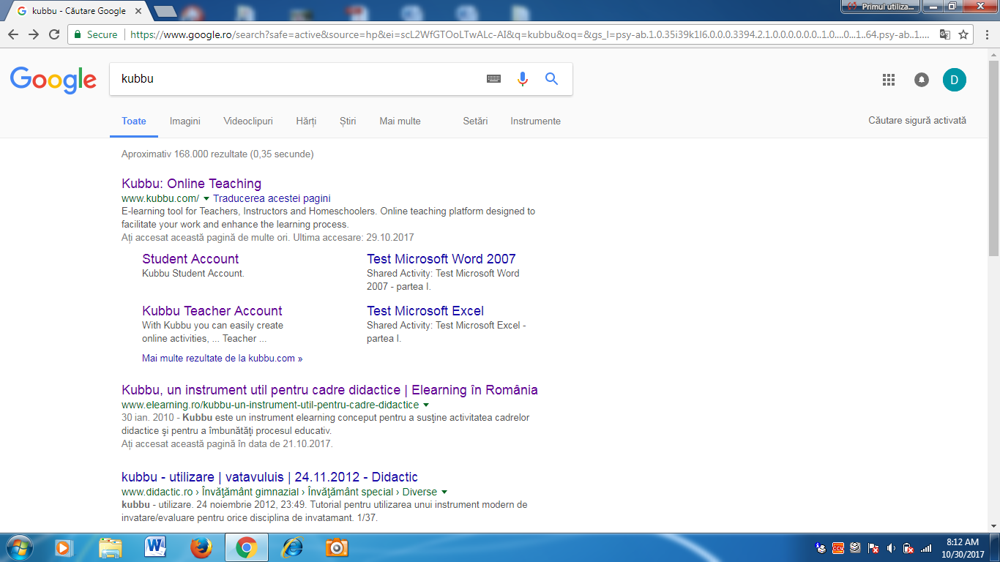 kubbu - Căutare Google
Primul utiliza...
Secure
https://www.google.ro/search?safe=active&source=hp&ei=scL2WfGTOoLTwALc-AI&q=kubbu&oq=&gs_l=psy-ab.1.0.35i39k1l6.0.0.0.3394.2.1.0.0.0.0.0.0..1.0....0...1..64.psy-ab..1....
Google
kubbu
D
Toate Imagini Videoclipuri Hărți Știri Mai multe Setări Instrumente
Căutare sigură activată
Aproximativ 168.000 rezultate (0,35 secunde)
Kubbu: Online Teaching
www.kubbu.com/ Traducerea acestei pagini
E-learning tool for Teachers, Instructors and Homeschoolers. Online teaching platform designed to
facilitate your work and enhance the learning process.
Ați accesat această pagină de multe ori. Ultima accesare: 29.10.2017
Student Account
Kubbu Student Account.
Test Microsoft Word 2007
Shared Activity: Test Microsoft Word
2007 - partea I.
Kubbu Teacher Account
With Kubbu you can easily create
online activities, ... Teacher ...
Test Microsoft Excel
Shared Activity: Test Microsoft Excel -
partea I.
Mai multe rezultate de la kubbu.com »
Kubbu, un instrument util pentru cadre didactice | Elearning în România
www.elearning.ro/kubbu-un-instrument-util-pentru-cadre-didactice
30 ian. 2010 - Kubbu este un instrument elearning conceput pentru a susţine activitatea cadrelor
didactice şi pentru a îmbunătăţi procesul educativ.
Ați accesat această pagină în data de 21.10.2017.
kubbu - utilizare | vatavuluis | 24.11.2012 - Didactic
www.didactic.ro › Învăţământ gimnazial › Învăţământ special › Diverse
kubbu - utilizare. 24 noiembrie 2012, 23:49. Tutorial pentru utilizarea unui instrument modern de
invatare/evaluare pentru orice disciplina de invatamant. 1/37.
8:12 AM
10/30/2017